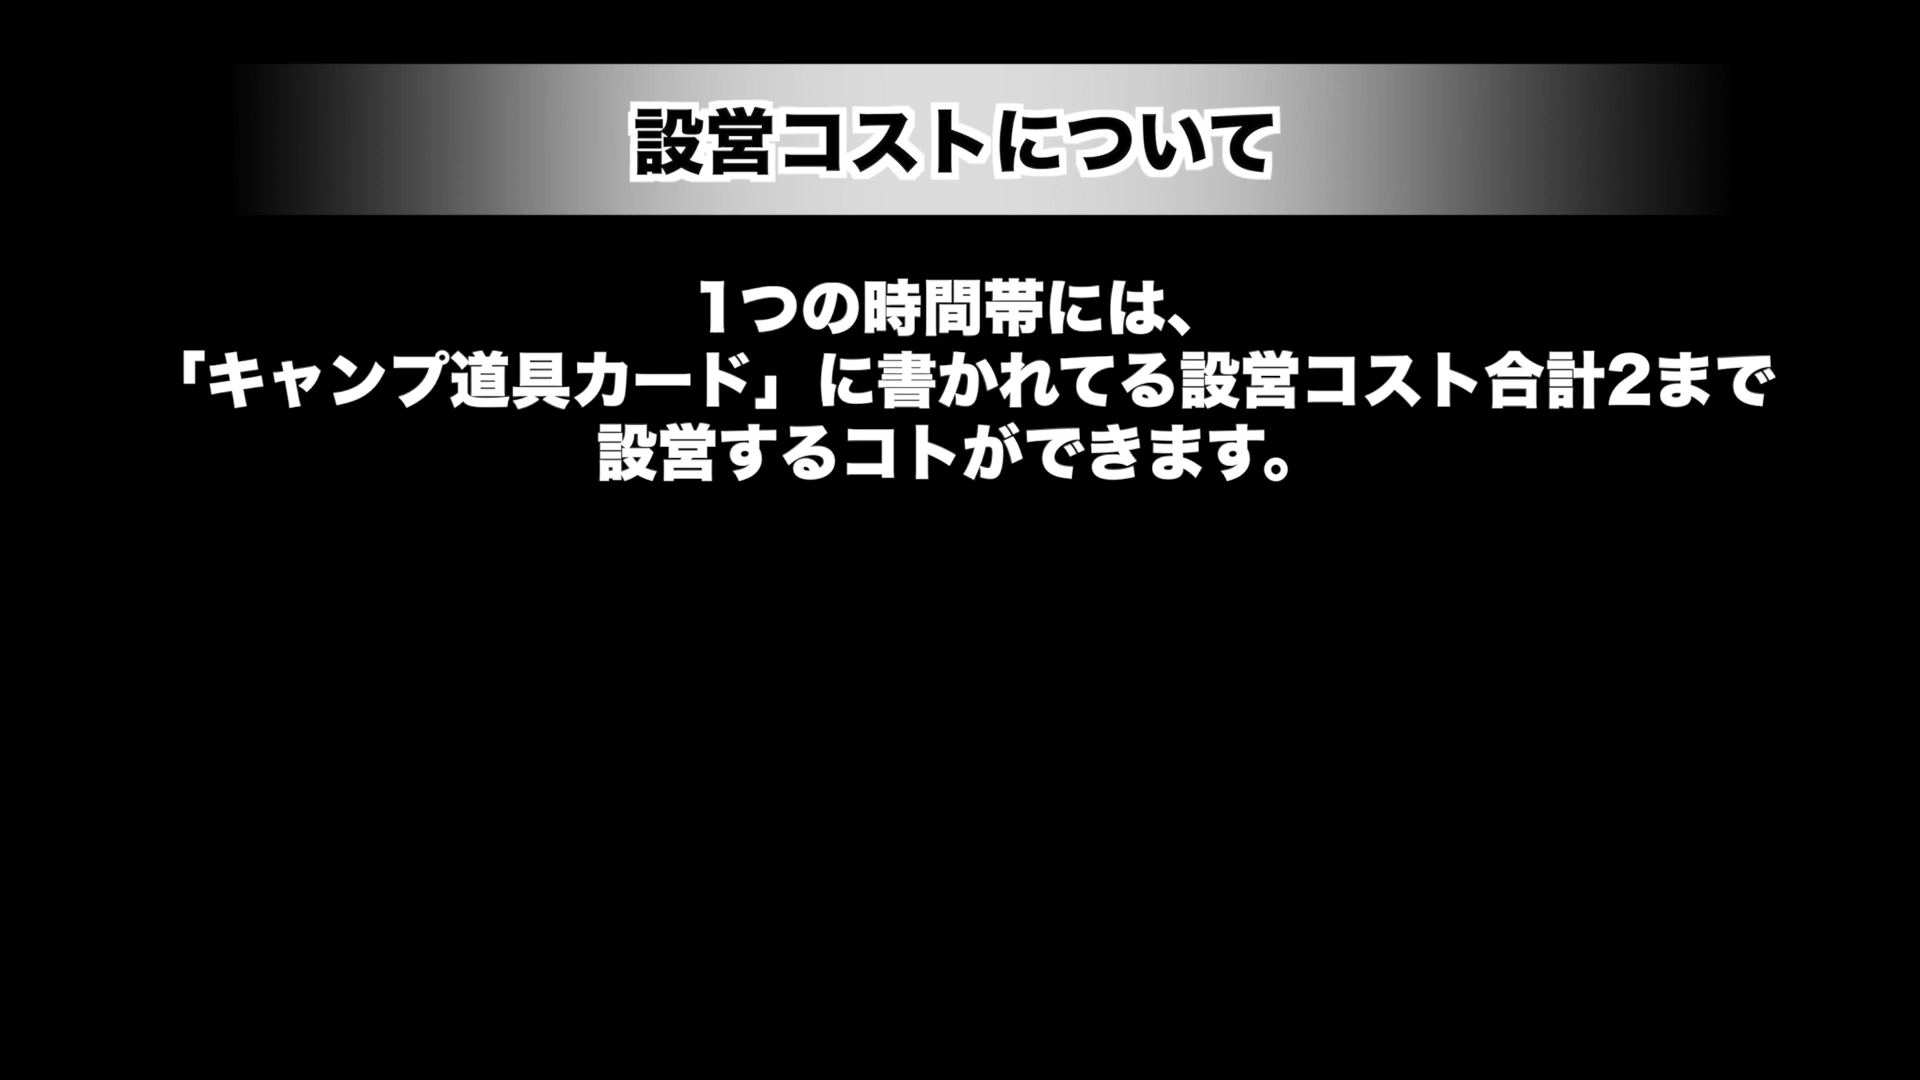 設営コストについて
1つの時間帯には、
「キャンプ道具カード」に書かれてる設営コスト合計2まで
設営するコトができます。